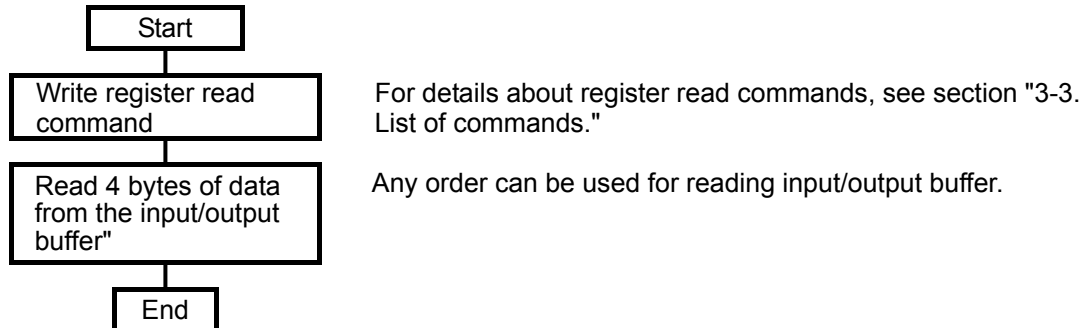 Start
Write register read
command
For details about register read commands, see section "3-3.
List of commands."
Read 4 bytes of data
from the input/output
buffer"
Any order can be used for reading input/output buffer.
End